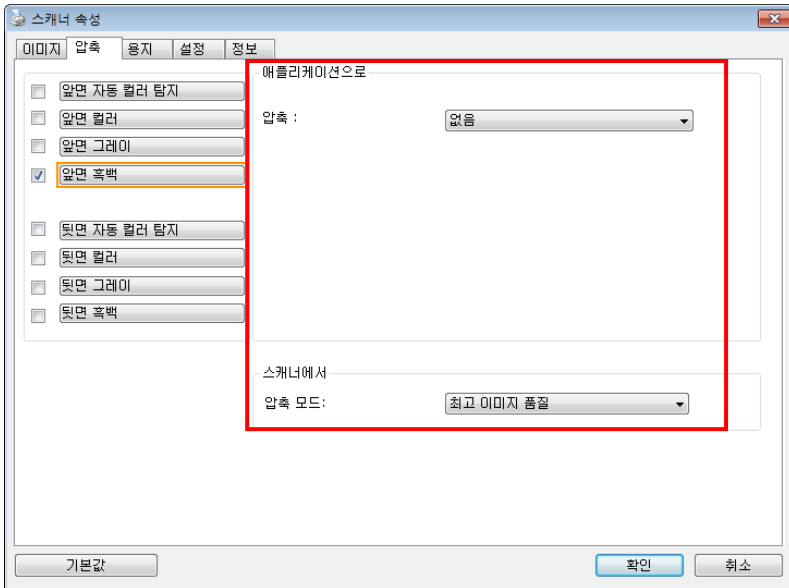 스캐너 속성
이미지 압축 용지 설정 정보
앞면 자동 컬러 탐지
앞면 컬러
앞면 그레이
앞면 흑백
뒷면 자동 컬러 탐지
뒷면 컬러
뒷면 그레이
뒷면 흑백
애플리케이션으로
압축 : 없음
스캐너에서
압축 모드: 최고 이미지 품질
기본값 확인 취소